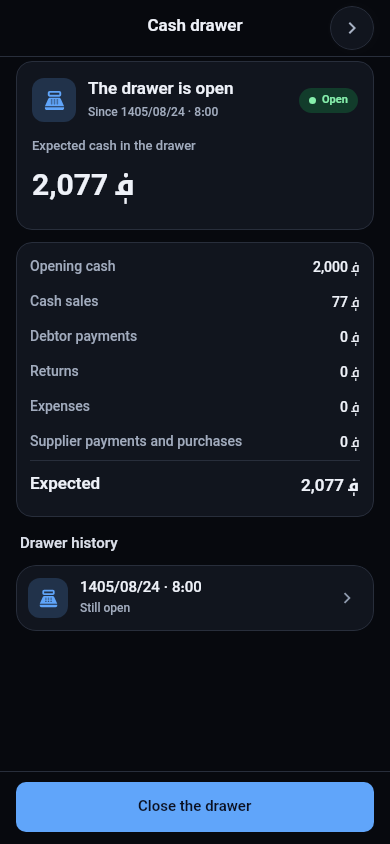 Cash drawer
The drawer is open
Since 1405/08/24 · 8:00
Open
Expected cash in the drawer
2,077 ؋
Opening cash 2,000 ؋
Cash sales 77 ؋
Debtor payments 0 ؋
Returns 0 ؋
Expenses 0 ؋
Supplier payments and purchases 0 ؋
Expected 2,077 ؋
Drawer history
1405/08/24 · 8:00
Still open
Close the drawer